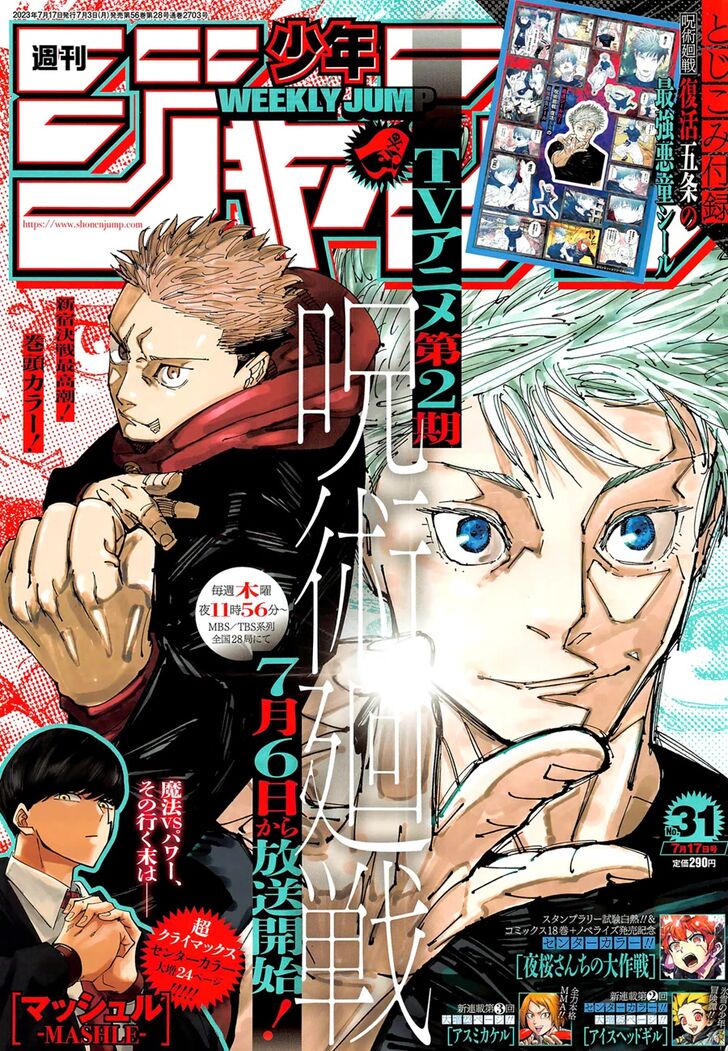 2023年7月17日発行7月3日(月)発売第56巻第28号通巻2703号
週刊
少年
ジャンプ
WEEKLY JUMP
https://www.shonenjump.com
とじこみ付録
呪術廻戦
復活五条の
最強悪童シール
TVアニメ第2期
新宿決戦最高潮!
巻頭カラー!
呪術廻戦
毎週木曜
夜11時56分~
MBS/TBS系列
全国28局にて
7月6日から放送開始!
魔法VSパワー、
その行く末は——
超
クライマックス
センターカラー
大増24ページ
!!!!!!
[マッシュル]
-MASHLE-
No.31
7月17日号
定価290円
スタンプラリー試験白熱!!&
コミックス18巻+ノベライズ発売記念
センターカラー!!
[夜桜さんちの大作戦]
新連載第3回
[アスミカケル]
全力本格
MMA!!
新連載第2回
センターカラー!!
[アイスヘッドギル]